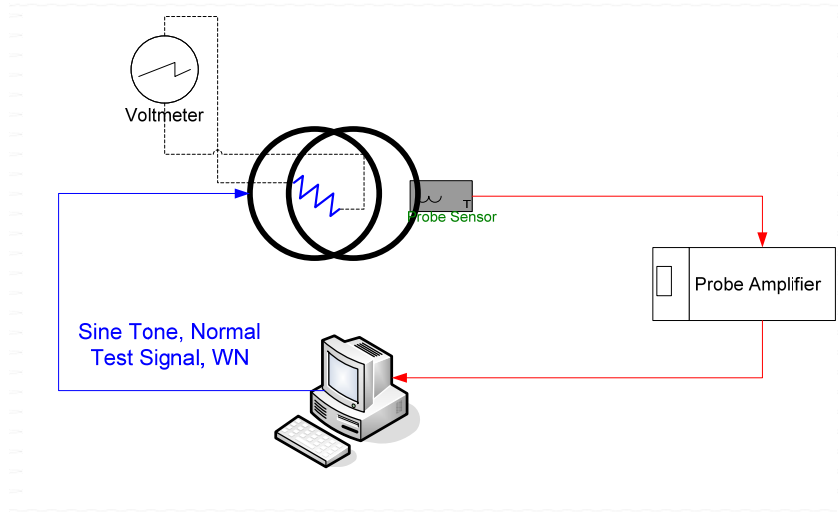 Voltmeter
T
Probe Sensor
Probe Amplifier
Sine Tone, Normal
Test Signal, WN